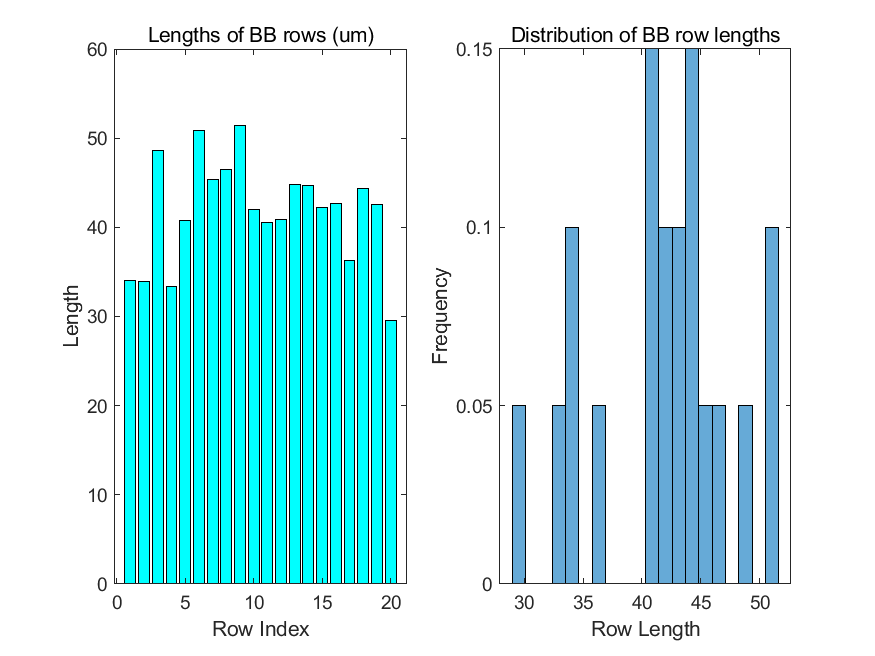 Lengths of BB rows (um)
60
50
40
30
20
10
0
Length
0 5 10 15 20
Row Index
Distribution of BB row lengths
0.15
0.1
0.05
0
Frequency
30 35 40 45 50
Row Length